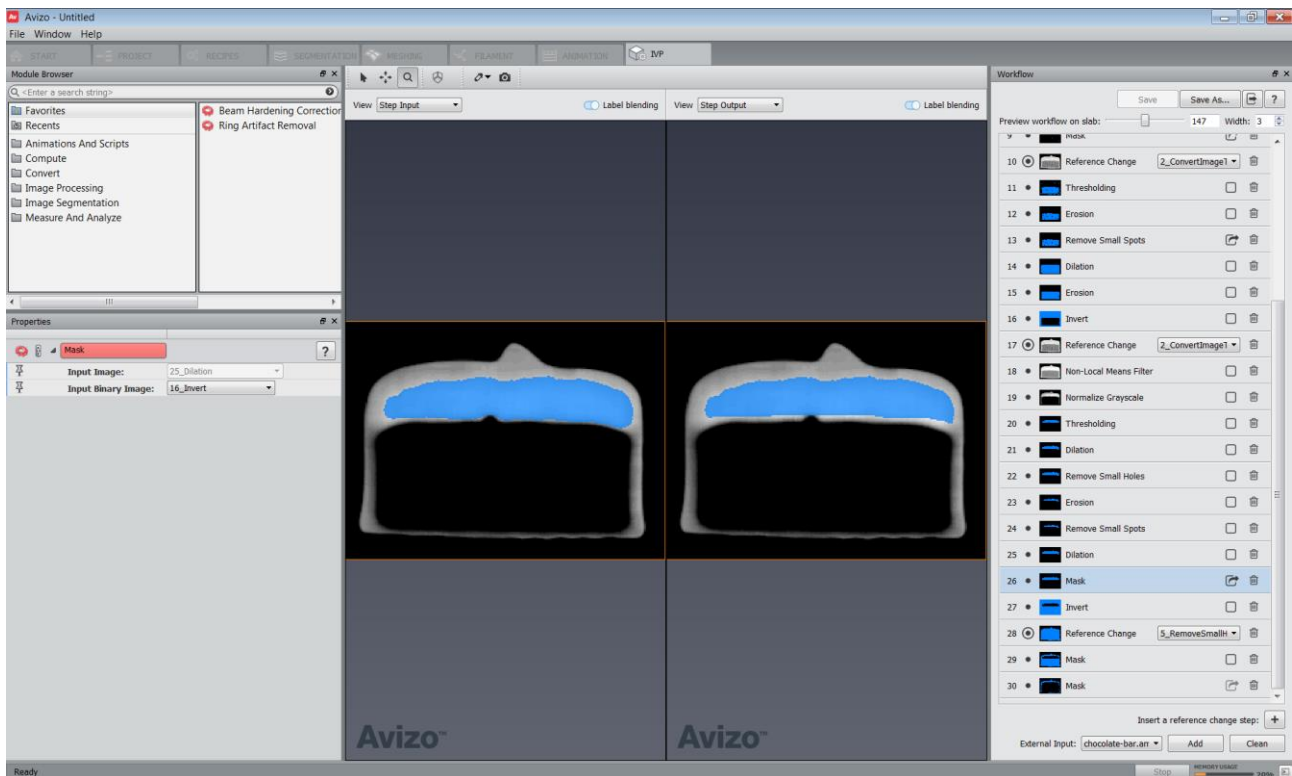 Avizo - Untitled
File Window Help
START PROJECT RECIPES SEGMENTATION MESHING FILAMENT ANIMATION IVP
Module Browser
<Enter a search string>
Favorites
Recents
Animations And Scripts
Compute
Convert
Image Processing
Image Segmentation
Measure And Analyze
Beam Hardening Correction
Ring Artifact Removal
Properties
Mask
?
Input Image: 25_Dilation
Input Binary Image: 16_Invert
View Step Input Label blending
View Step Output Label blending
Avizo
Avizo
Workflow
Save Save As... ?
Preview workflow on slab: 147 Width: 3
9 Mask
10 Reference Change 2_ConvertImageT
11 Thresholding
12 Erosion
13 Remove Small Spots
14 Dilation
15 Erosion
16 Invert
17 Reference Change 2_ConvertImageT
18 Non-Local Means Filter
19 Normalize Grayscale
20 Thresholding
21 Dilation
22 Remove Small Holes
23 Erosion
24 Remove Small Spots
25 Dilation
26 Mask
27 Invert
28 Reference Change 5_RemoveSmallH
29 Mask
30 Mask
Insert a reference change step: +
External Input: chocolate-bar.am Add Clean
Ready
Stop MEMORY USAGE 20%